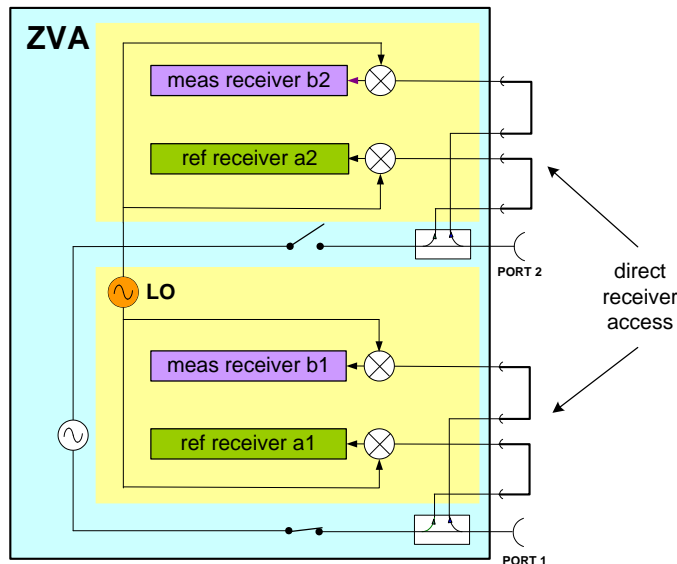 ZVA
meas receiver b2
ref receiver a2
PORT 2
LO
direct
receiver
access
meas receiver b1
ref receiver a1
PORT 1